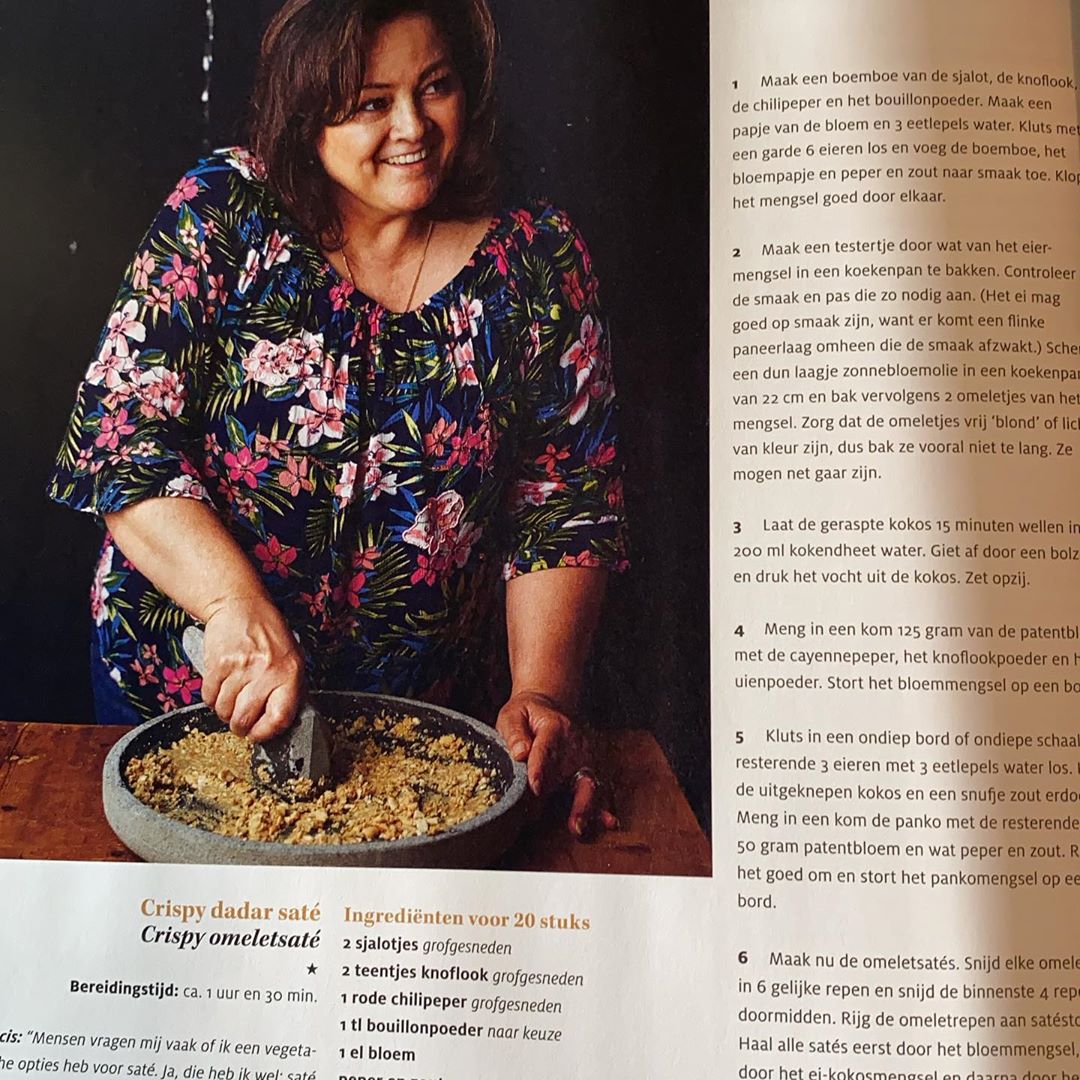 Crispy dadar saté
Crispy omeletsaté
★
Bereidingstijd: ca. 1 uur en 30 min.
cis: “Mensen vragen mij vaak of ik een vegeta-
he opties heb voor saté. Ja, die heb ik wel: saté
Ingrediënten voor 20 stuks
2 sjalotjes grofgesneden
2 teentjes knoflook grofgesneden
1 rode chilipeper grofgesneden
1 tl bouillonpoeder naar keuze
1 el bloem
1 Maak een boemboe van de sjalot, de knoflook,
de chilipeper en het bouillonpoeder. Maak een
papje van de bloem en 3 eetlepels water. Kluts met
een garde 6 eieren los en voeg de boemboe, het
bloempapje en peper en zout naar smaak toe. Klop
het mengsel goed door elkaar.
2 Maak een testertje door wat van het eier-
mengsel in een koekenpan te bakken. Controleer
de smaak en pas die zo nodig aan. (Het ei mag
goed op smaak zijn, want er komt een flinke
paneerlaag omheen die de smaak afzwakt.) Sche
een dun laagje zonnebloemolie in een koekenpa
van 22 cm en bak vervolgens 2 omeletjes van het
mengsel. Zorg dat de omeletjes vrij ‘blond’ of lic
van kleur zijn, dus bak ze vooral niet te lang. Ze
mogen net gaar zijn.
3 Laat de geraspte kokos 15 minuten wellen in
200 ml kokendheet water. Giet af door een bolz
en druk het vocht uit de kokos. Zet opzij.
4 Meng in een kom 125 gram van de patentbl
met de cayennepeper, het knoflookpoeder en h
uienpoeder. Stort het bloemmengsel op een bo
5 Kluts in een ondiep bord of ondiepe schaal
resterende 3 eieren met 3 eetlepels water los.
de uitgeknepen kokos en een snufje zout erdo
Meng in een kom de panko met de resterende
50 gram patentbloem en wat peper en zout. R
het goed om en stort het pankomengsel op ee
bord.
6 Maak nu de omeletsatés. Snijd elke omele
in 6 gelijke repen en snijd de binnenste 4 rep
doormidden. Rijg de omeletrepen aan satésto
Haal alle satés eerst door het bloemmengsel,
door het ei-kokosmengsel en daarna door he